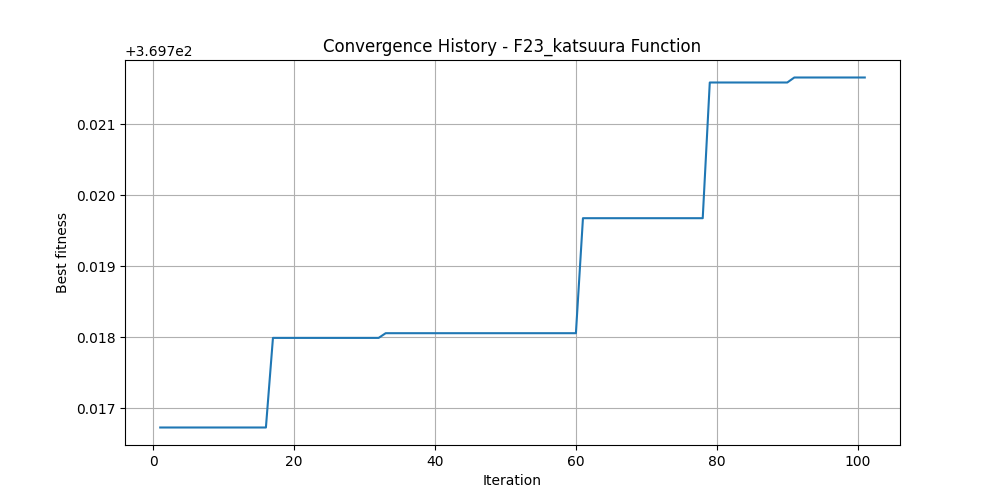 Convergence History - F23_katsuura Function
+3.697e2
0.021
0.020
0.019
0.018
0.017
Best fitness
0 20 40 60 80 100
Iteration